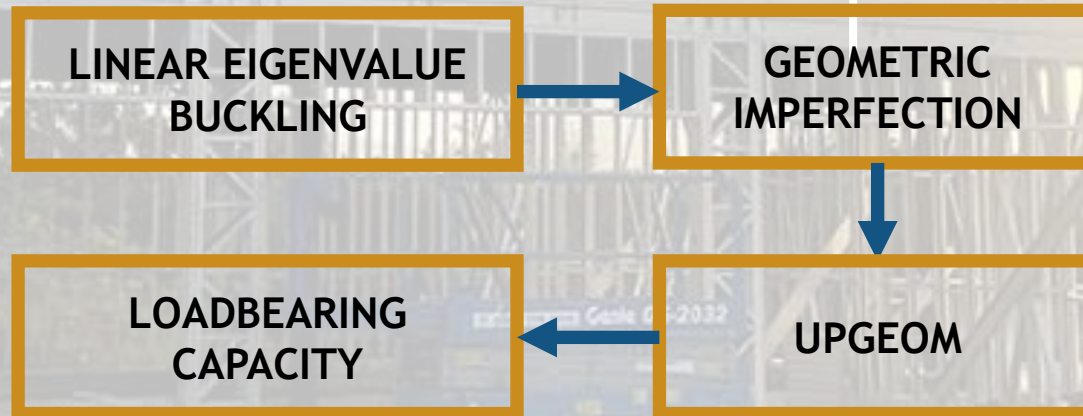 LINEAR EIGENVALUE
BUCKLING
GEOMETRIC
IMPERFECTION
UPGEOM
LOADBEARING
CAPACITY